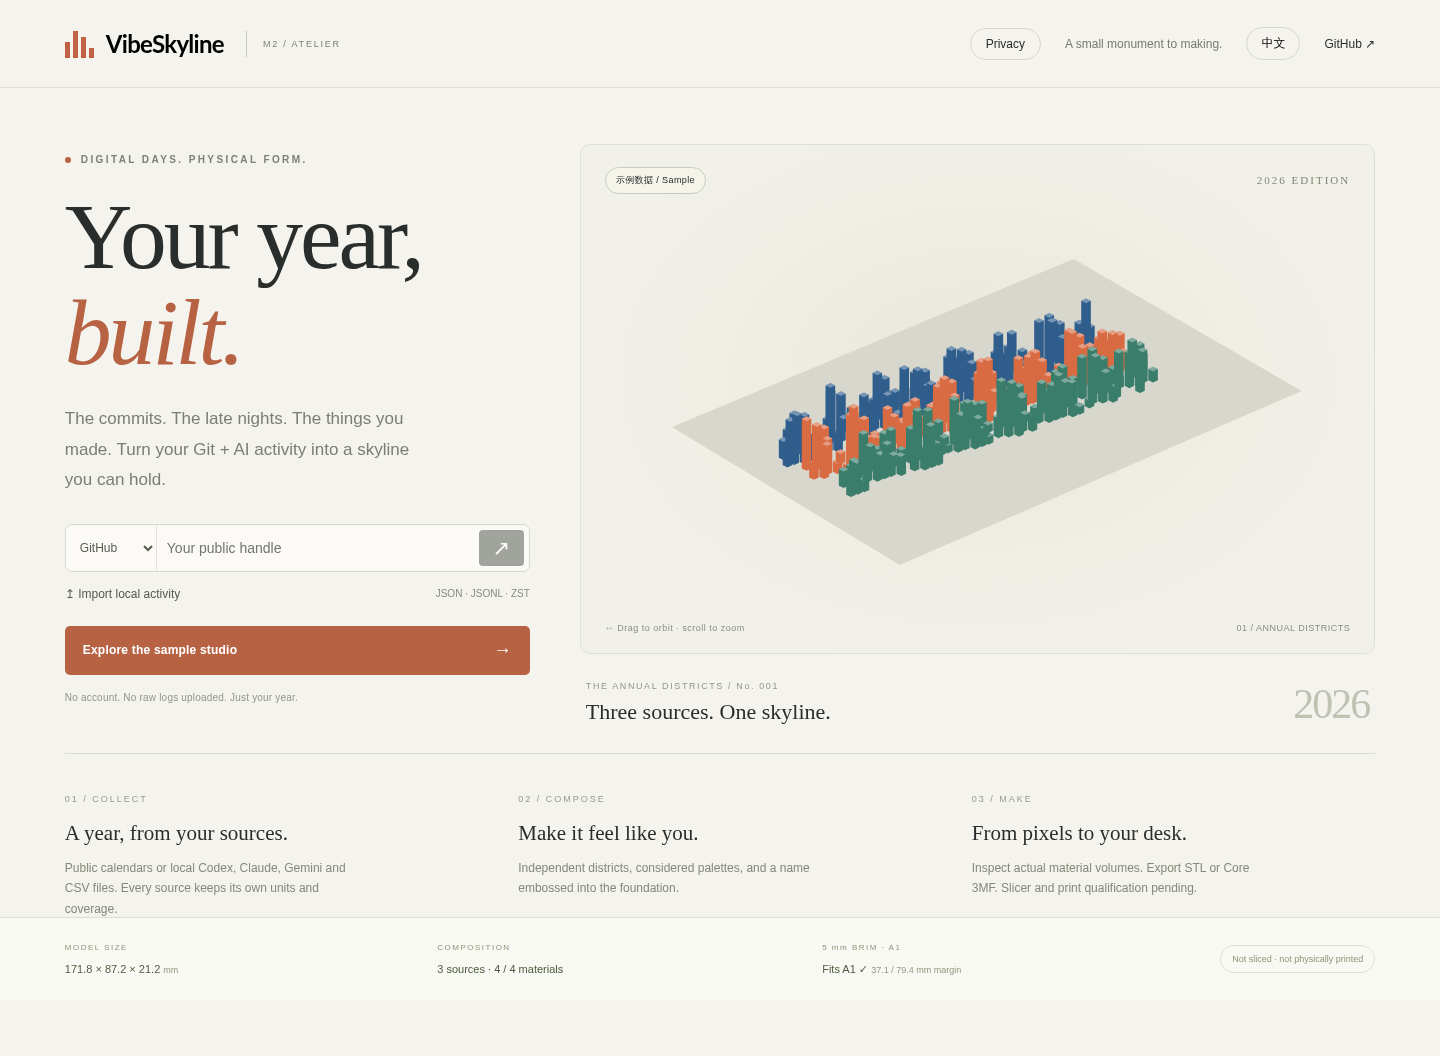 VibeSkyline
M2 / ATELIER
Privacy
A small monument to making.
中文
GitHub ↗
DIGITAL DAYS. PHYSICAL FORM.
Your year,
built.
The commits. The late nights. The things you
made. Turn your Git + AI activity into a skyline
you can hold.
GitHub
Your public handle
↗
↥ Import local activity
JSON · JSONL · ZST
Explore the sample studio →
No account. No raw logs uploaded. Just your year.
示例数据 / Sample
2026 EDITION
↔ Drag to orbit · scroll to zoom
01 / ANNUAL DISTRICTS
THE ANNUAL DISTRICTS / No. 001
Three sources. One skyline.
2026
01 / COLLECT
A year, from your sources.
Public calendars or local Codex, Claude, Gemini and
CSV files. Every source keeps its own units and
coverage.
02 / COMPOSE
Make it feel like you.
Independent districts, considered palettes, and a name
embossed into the foundation.
03 / MAKE
From pixels to your desk.
Inspect actual material volumes. Export STL or Core
3MF. Slicer and print qualification pending.
MODEL SIZE
171.8 × 87.2 × 21.2 mm
COMPOSITION
3 sources · 4 / 4 materials
5 mm BRIM · A1
Fits A1 ✓ 37.1 / 79.4 mm margin
Not sliced · not physically printed